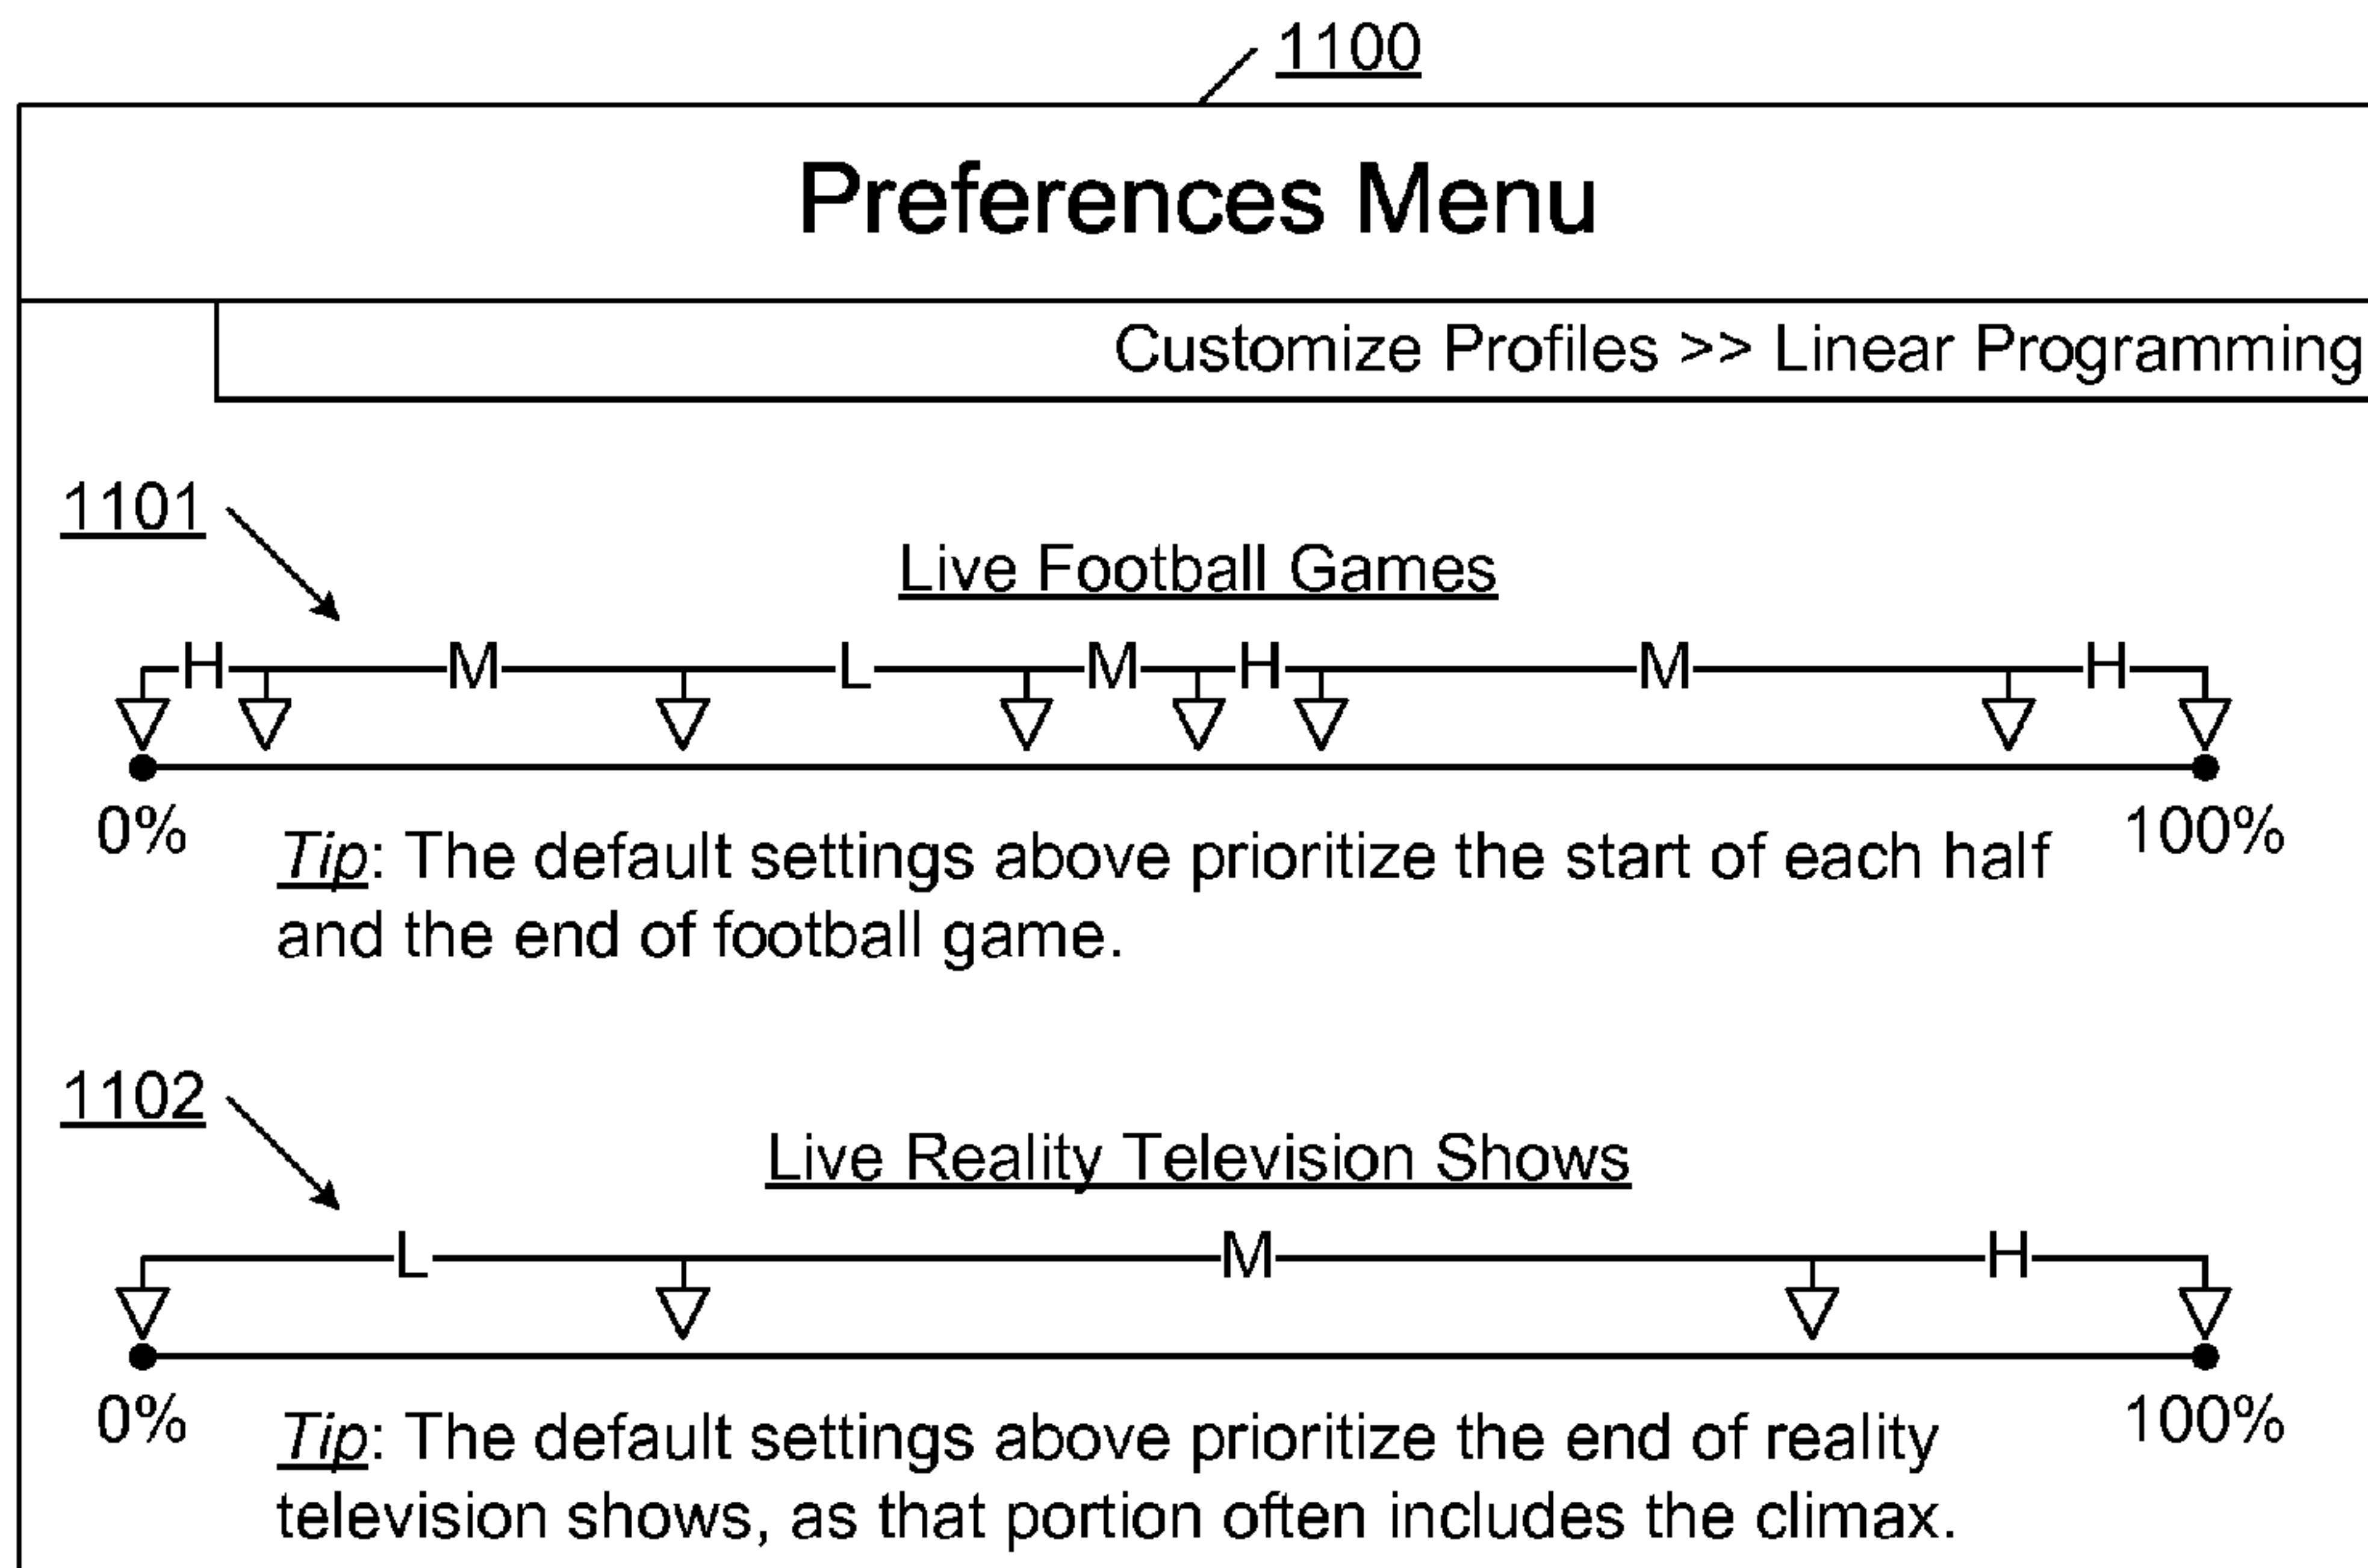 1100
Preferences Menu
Customize Profiles >> Linear Programming
1101
Live Football Games
H M L M H M H
0% 100%
Tip: The default settings above prioritize the start of each half
and the end of football game.
1102
Live Reality Television Shows
L M H
0% 100%
Tip: The default settings above prioritize the end of reality
television shows, as that portion often includes the climax.